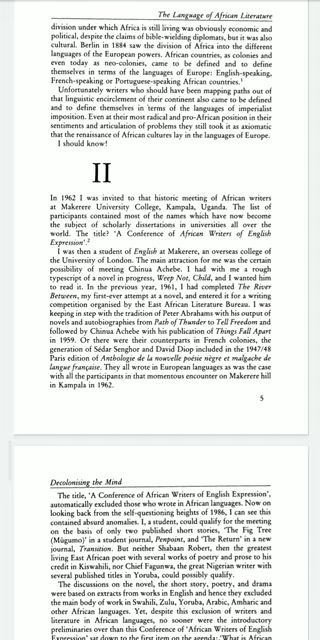 The Language of African Literature
division under which Africa is still living was obviously economic and
political, despite the claims of bible-wielding diplomats, but it was also
cultural. Berlin in 1884 saw the division of Africa into the different
languages of the European powers. African countries, as colonies and
even today as neo-colonies, came to be defined and to define
themselves in terms of the languages of Europe: English-speaking,
French-speaking or Portuguese-speaking African countries.¹
Unfortunately writers who should have been mapping paths out of
that linguistic encirclement of their continent also came to be defined
and to define themselves in terms of the languages of imperialist
imposition. Even at their most radical and pro-African position in their
sentiments and articulation of problems they still took it as axiomatic
that the renaissance of African cultures lay in the languages of Europe.
I should know!
II
In 1962 I was invited to that historic meeting of African writers
at Makerere University College, Kampala, Uganda. The list of
participants contained most of the names which have now become
the subject of scholarly dissertations in universities all over the
world. The title? 'A Conference of African Writers of English
Expression'.²
I was then a student of English at Makerere, an overseas college of
the University of London. The main attraction for me was the certain
possibility of meeting Chinua Achebe. I had with me a rough
typescript of a novel in progress, Weep Not, Child, and I wanted him
to read it. In the previous year, 1961, I had completed The River
Between, my first-ever attempt at a novel, and entered it for a writing
competition organised by the East African Literature Bureau. I was
keeping in step with the tradition of Peter Abrahams with his output of
novels and autobiographies from Path of Thunder to Tell Freedom and
followed by Chinua Achebe with his publication of Things Fall Apart
in 1959. Or there were their counterparts in French colonies, the
generation of Sédar Senghor and David Diop included in the 1947/48
Paris edition of Anthologie de la nouvelle poésie nègre et malgache de
langue française. They all wrote in European languages as was the case
with all the participants in that momentous encounter on Makerere hill
in Kampala in 1962.
5
Decolonising the Mind
The title, 'A Conference of African Writers of English Expression',
automatically excluded those who wrote in African languages. Now on
looking back from the self-questioning heights of 1986, I can see this
contained absurd anomalies. I, a student, could qualify for the meeting
on the basis of only two published short stories, 'The Fig Tree
(Mũgumo)' in a student journal, Penpoint, and 'The Return' in a new
journal, Transition. But neither Shabaan Robert, then the greatest
living East African poet with several works of poetry and prose to his
credit in Kiswahili, nor Chief Fagunwa, the great Nigerian writer with
several published titles in Yoruba, could possibly qualify.
The discussions on the novel, the short story, poetry, and drama
were based on extracts from works in English and hence they excluded
the main body of work in Swahili, Zulu, Yoruba, Arabic, Amharic and
other African languages. Yet, despite this exclusion of writers and
literature in African languages, no sooner were the introductory
preliminaries over than this Conference of 'African Writers of English
Expression' sat down to the first item on the agenda: 'What is African